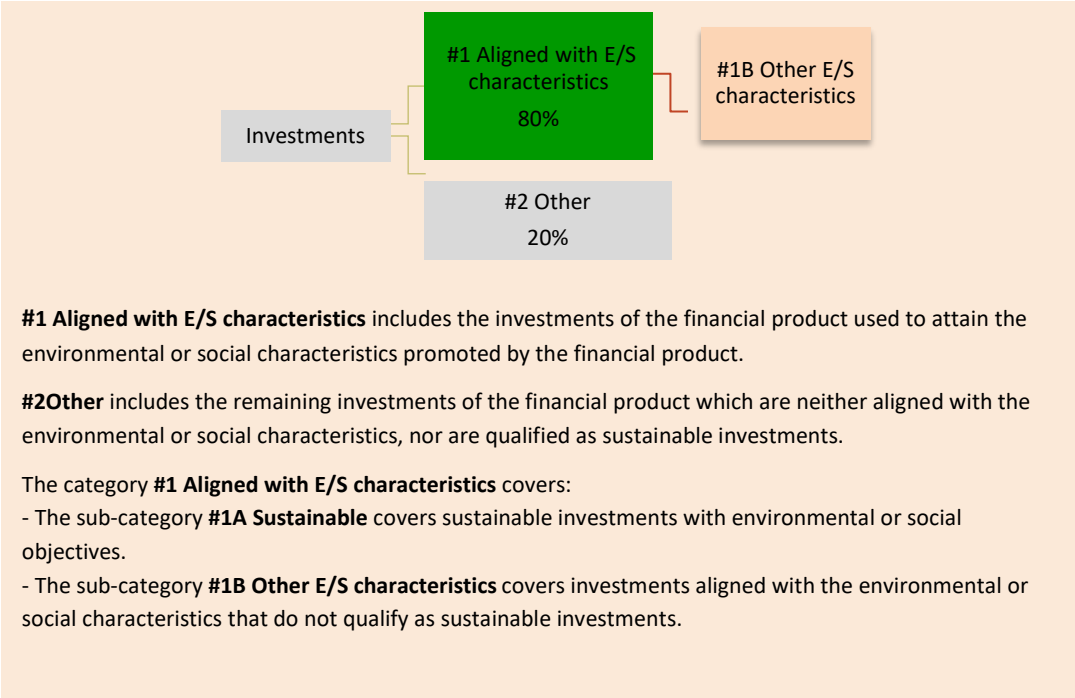 #1 Aligned with E/S
characteristics
80%
#1B Other E/S
characteristics
Investments
#2 Other
20%
#1 Aligned with E/S characteristics includes the investments of the financial product used to attain the
environmental or social characteristics promoted by the financial product.
#2Other includes the remaining investments of the financial product which are neither aligned with the
environmental or social characteristics, nor are qualified as sustainable investments.
The category #1 Aligned with E/S characteristics covers:
- The sub-category #1A Sustainable covers sustainable investments with environmental or social
objectives.
- The sub-category #1B Other E/S characteristics covers investments aligned with the environmental or
social characteristics that do not qualify as sustainable investments.